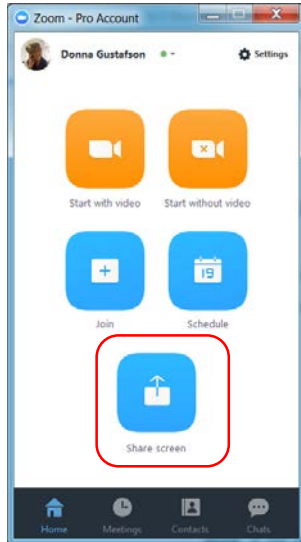 Zoom - Pro Account
Donna Gustafson
Settings
Start with video Start without video
19
Join Schedule
Share screen
Home Meetings Contacts Chats